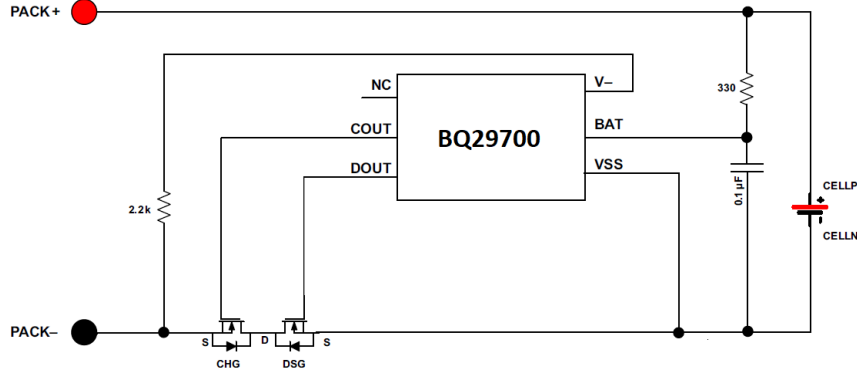 PACK+
NC
V–
330
COUT
BQ29700
BAT
DOUT
VSS
0.1 µF
CELLP
2.2k
CELLN
PACK–
S
D
S
CHG
DSG